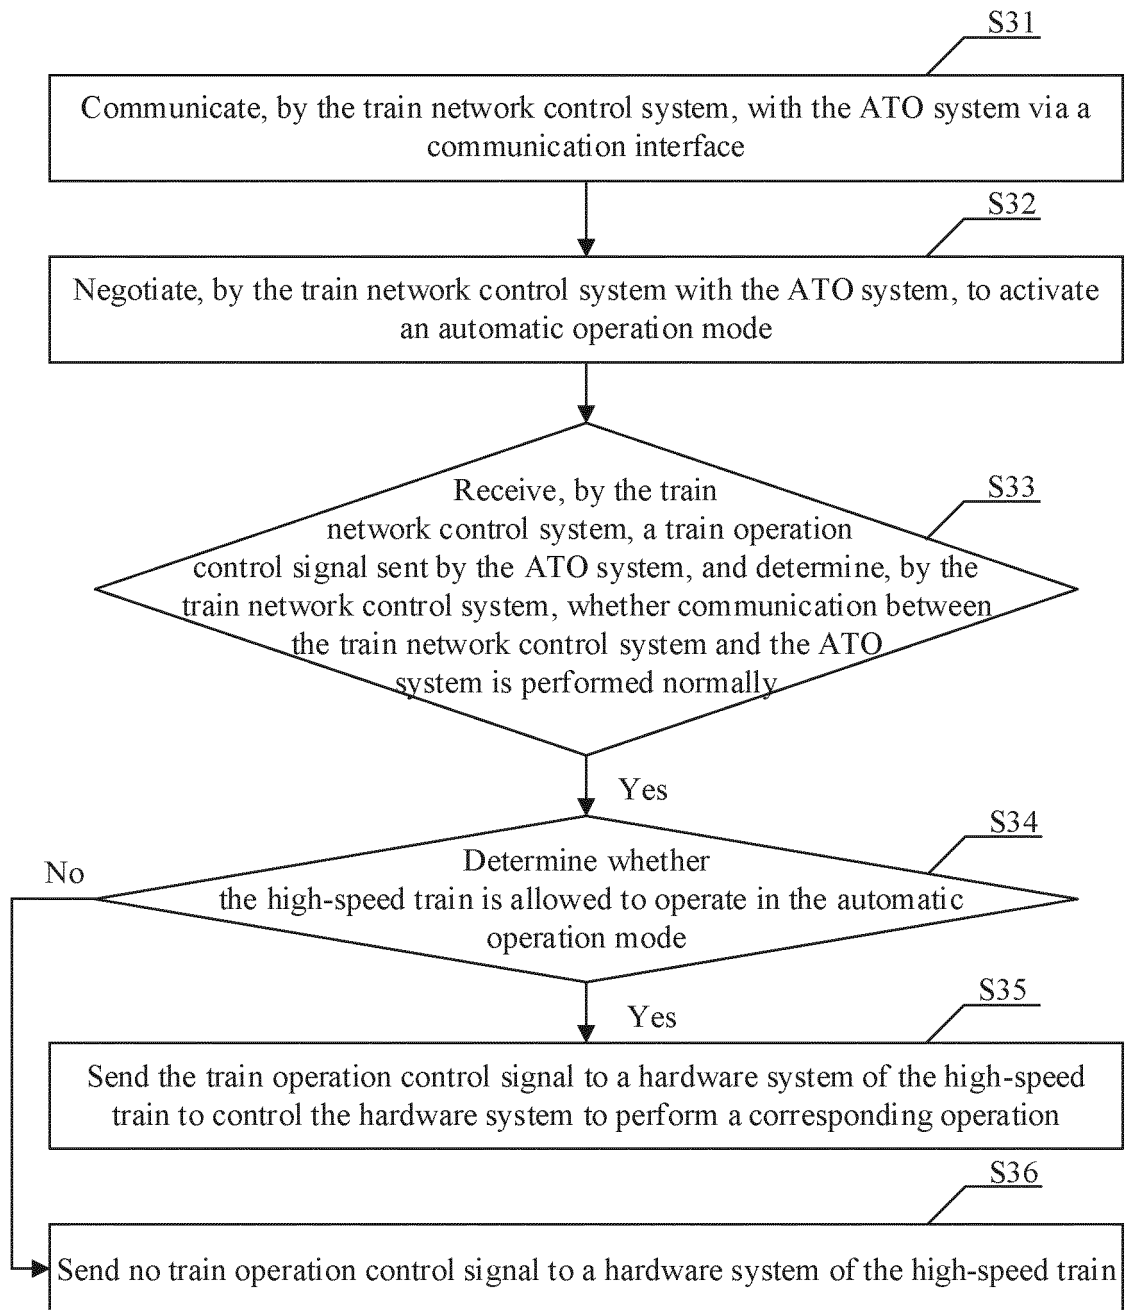 S31
Communicate, by the train network control system, with the ATO system via a
communication interface
S32
Negotiate, by the train network control system with the ATO system, to activate
an automatic operation mode
S33
Receive, by the train
network control system, a train operation
control signal sent by the ATO system, and determine, by the
train network control system, whether communication between
the train network control system and the ATO
system is performed normally
Yes
S34
No
Determine whether
the high-speed train is allowed to operate in the automatic
operation mode
Yes
S35
Send the train operation control signal to a hardware system of the high-speed
train to control the hardware system to perform a corresponding operation
S36
Send no train operation control signal to a hardware system of the high-speed train